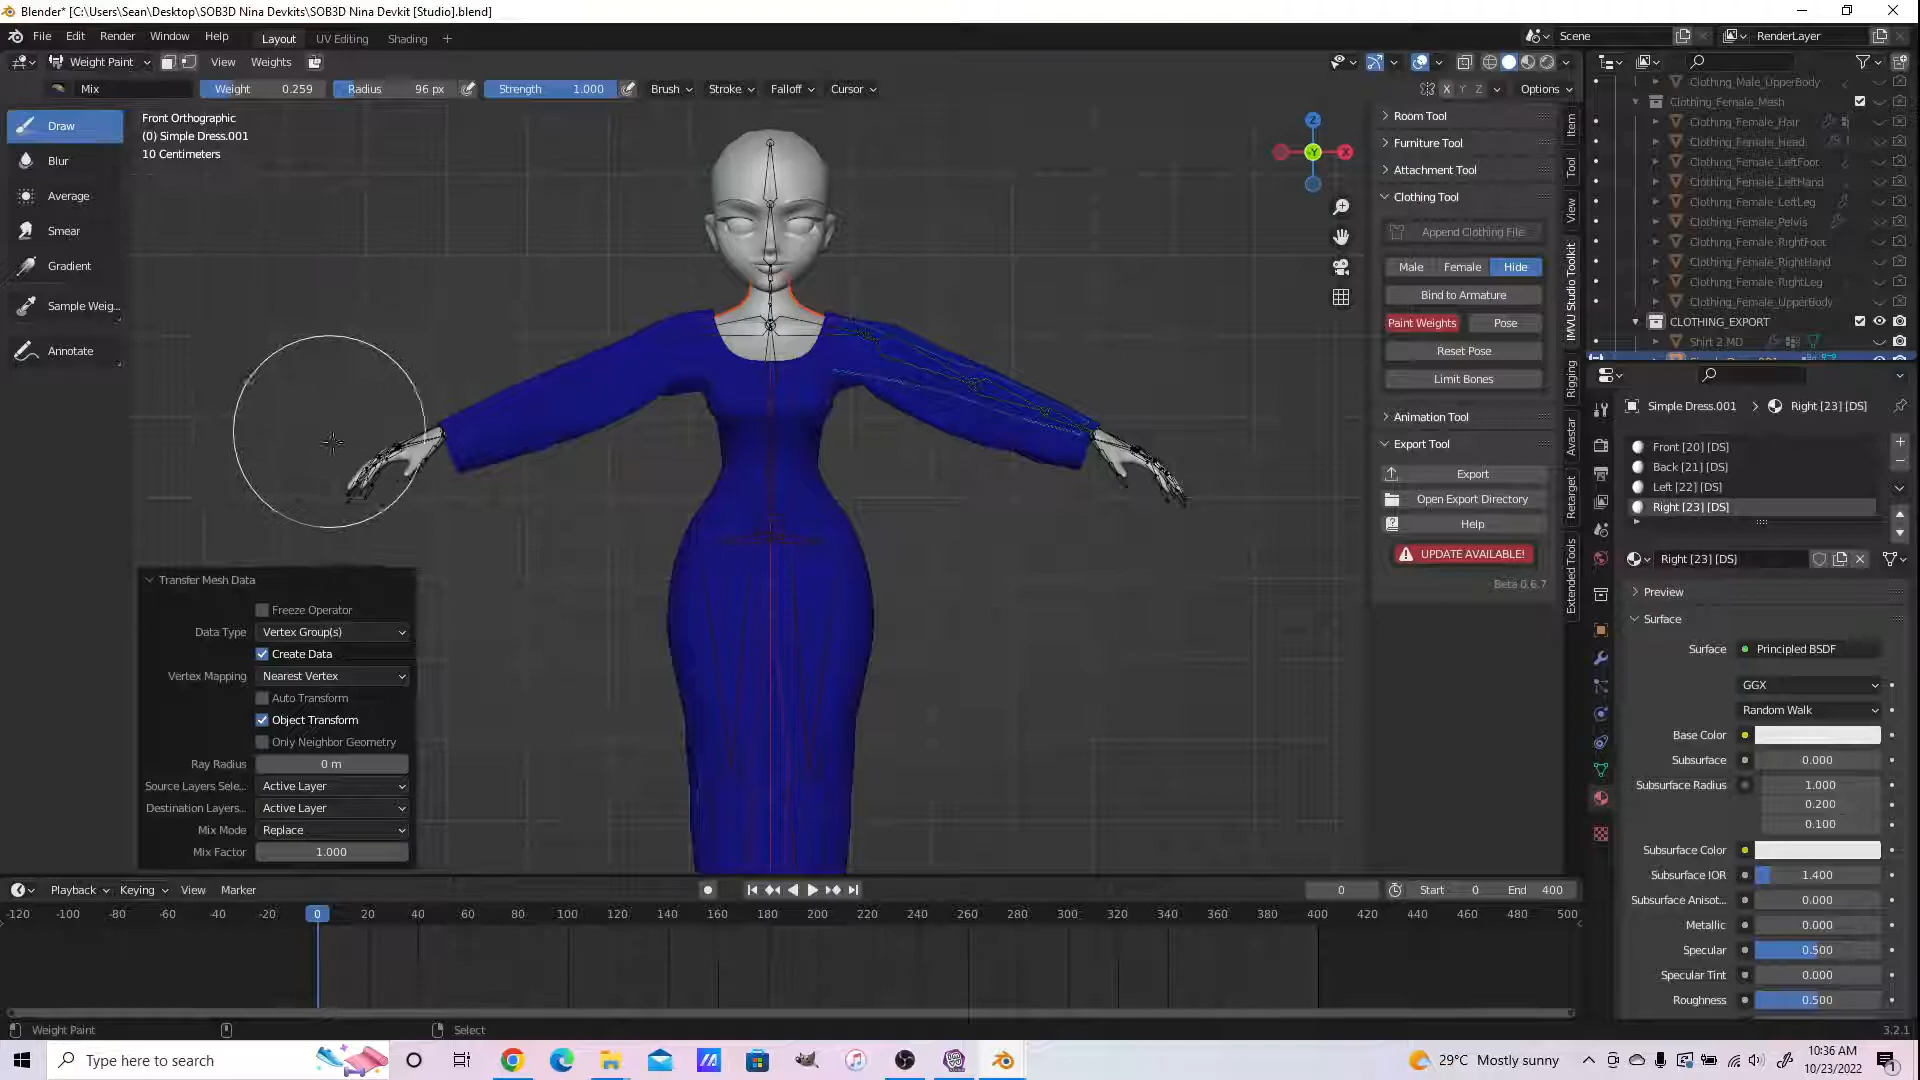 Blender* [C:\Users\Sean\Desktop\SOB3D Nina Devkits\SOB3D Nina Devkit [Studio].blend]
File Edit Render Window Help Layout UV Editing Shading +
Scene RenderLayer
Weight Paint View Weights
Mix Weight 0.259 Radius 96 px Strength 1.000 Brush Stroke Falloff Cursor X Y Z Options
Draw
Blur
Average
Smear
Gradient
Sample Weig...
Annotate
Front Orthographic
(0) Simple Dress.001
10 Centimeters
Z
Y
X
Room Tool
Furniture Tool
Attachment Tool
Clothing Tool
Append Clothing File
Male Female Hide
Bind to Armature
Paint Weights Pose
Reset Pose
Limit Bones
Animation Tool
Export Tool
Export
Open Export Directory
Help
UPDATE AVAILABLE!
Beta 0.6.7
Item
Tool
View
IMVU Studio Toolkit
Rigging
Avastar
Retarget
Extended Tools
Clothing_Male_UpperBody
Clothing_Female_Mesh
Clothing_Female_Hair
Clothing_Female_Head
Clothing_Female_LeftFoot
Clothing_Female_LeftHand
Clothing_Female_LeftLeg
Clothing_Female_Pelvis
Clothing_Female_RightFoot
Clothing_Female_RightHand
Clothing_Female_RightLeg
Clothing_Female_UpperBody
CLOTHING_EXPORT
Shirt 2.MD
Simple Dress.001 > Right [23] [DS]
Front [20] [DS]
Back [21] [DS]
Left [22] [DS]
Right [23] [DS]
Right [23] [DS]
Preview
Surface
Surface Principled BSDF
GGX
Random Walk
Base Color
Subsurface 0.000
Subsurface Radius 1.000
0.200
0.100
Subsurface Color
Subsurface IOR 1.400
Subsurface Anisot... 0.000
Metallic 0.000
Specular 0.500
Specular Tint 0.000
Roughness 0.500
Transfer Mesh Data
Freeze Operator
Data Type Vertex Group(s)
Create Data
Vertex Mapping Nearest Vertex
Auto Transform
Object Transform
Only Neighbor Geometry
Ray Radius 0 m
Source Layers Sele... Active Layer
Destination Layers... Active Layer
Mix Mode Replace
Mix Factor 1.000
Playback Keying View Marker 0 Start 0 End 400
-120 -100 -80 -60 -40 -20 0 20 40 60 80 100 120 140 160 180 200 220 240 260 280 300 320 340 360 380 400 420 440 460 480 500
Weight Paint Select 3.2.1
Type here to search
29°C Mostly sunny
10:36 AM
10/23/2022
1